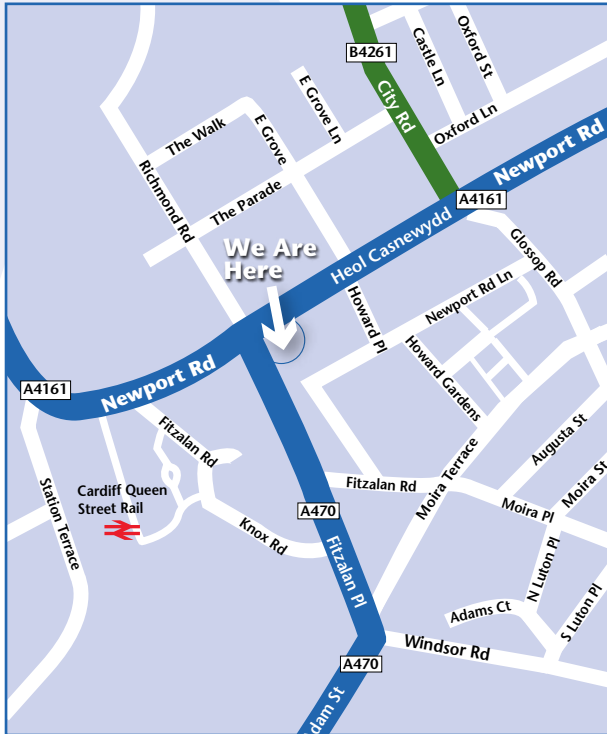 B4261
Castle Ln
Oxford St
City Rd
E Grove Ln
The Walk
E Grove
Oxford Ln
Newport Rd
Richmond Rd
The Parade
A4161
We Are
Here
Heol Casnewydd
Glossop Rd
Howard Pl
Newport Rd Ln
Howard Gardens
A4161
Newport Rd
Fitzalan Rd
Augusta St
Station Terrace
Cardiff Queen
Street Rail
Fitzalan Rd
Moira Terrace
Moira St
A470
Moira Pl
Knox Rd
Fitzalan Pl
N Luton Pl
Adams Ct
S Luton Pl
Windsor Rd
A470
dam St